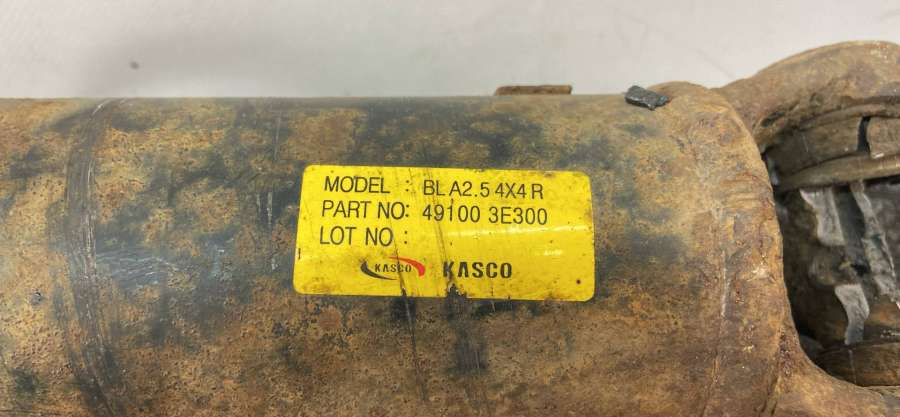 MODEL : BL A2.5 4X4 R
PART NO: 49100 3E300
LOT NO :
KASCO KASCO